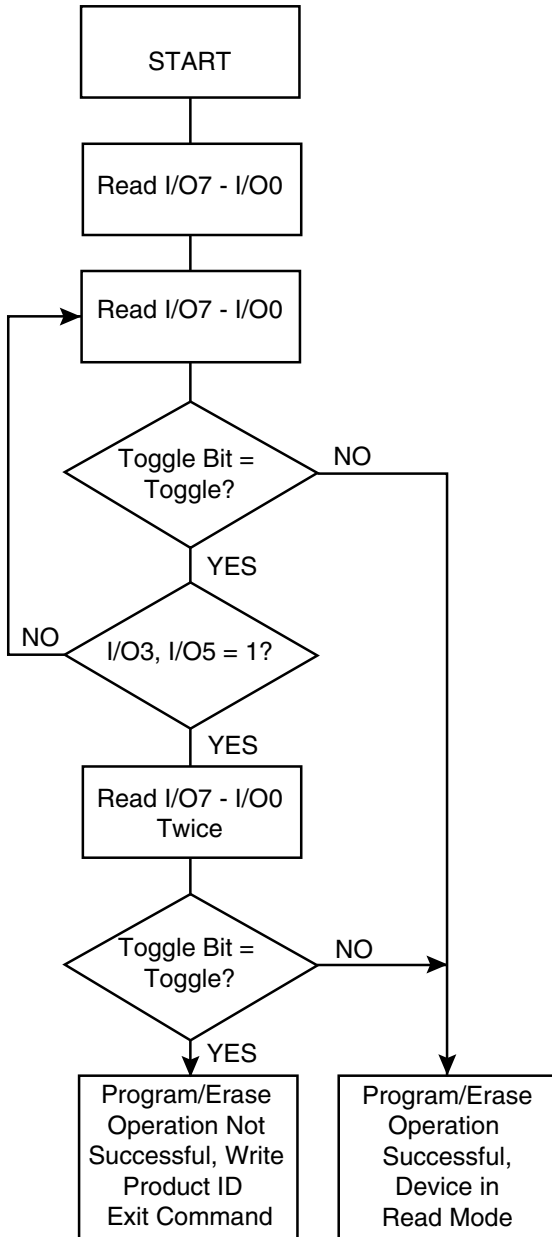 START
Read I/O7 - I/O0
Read I/O7 - I/O0
Toggle Bit =
Toggle?
NO
YES
NO
I/O3, I/O5 = 1?
YES
Read I/O7 - I/O0
Twice
Toggle Bit =
Toggle?
NO
YES
Program/Erase
Operation Not
Successful, Write
Product ID
Exit Command
Program/Erase
Operation
Successful,
Device in
Read Mode